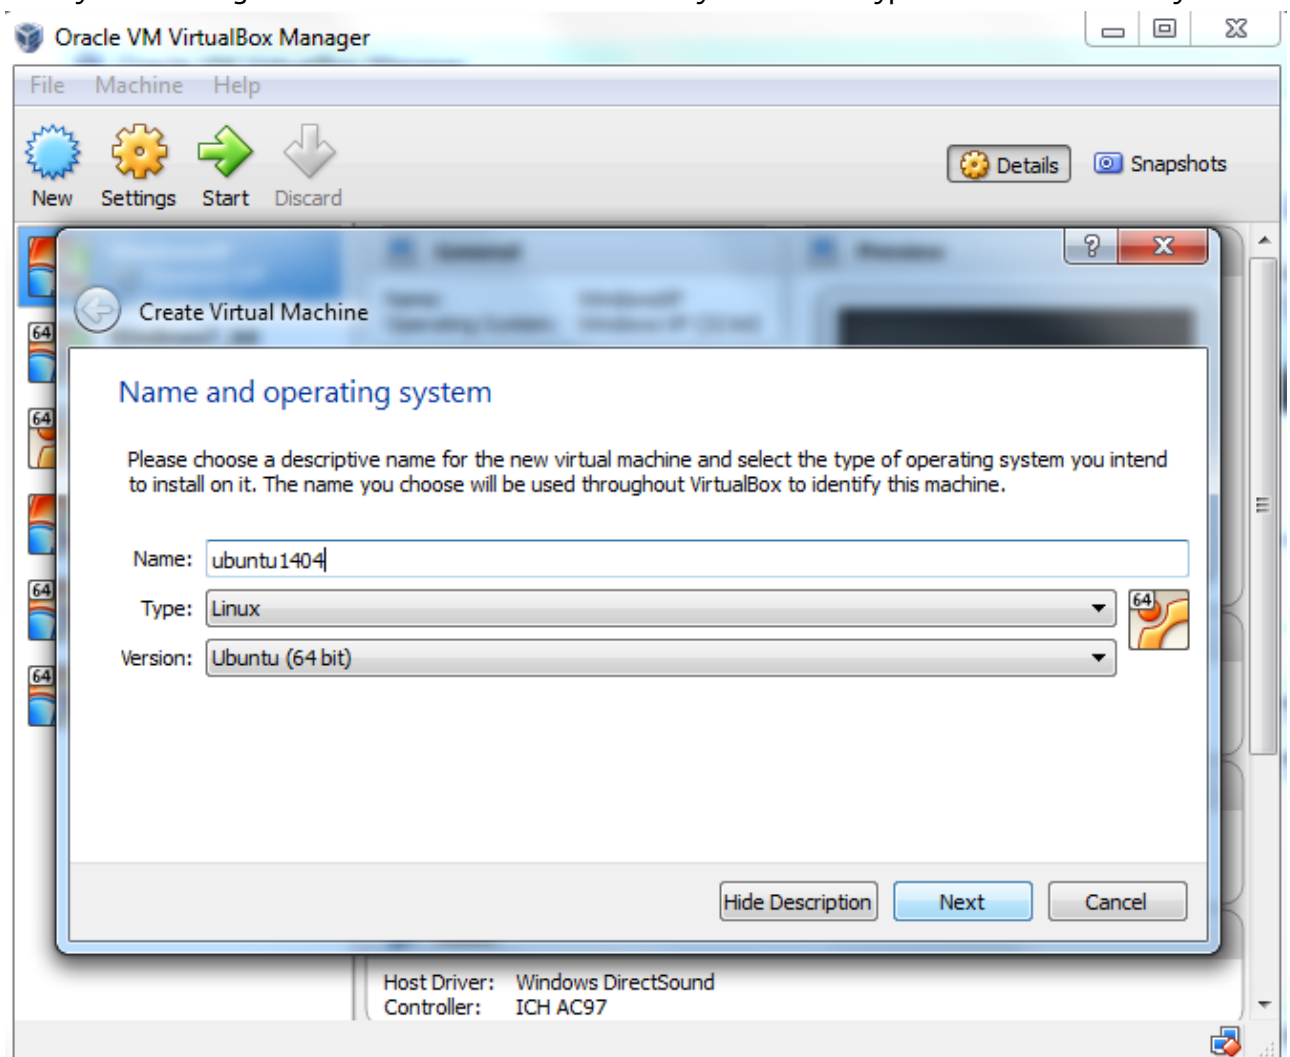 Oracle VM VirtualBox Manager
File Machine Help
New Settings Start Discard
Details Snapshots
64
64
64
64
Create Virtual Machine
Name and operating system
Please choose a descriptive name for the new virtual machine and select the type of operating system you intend
to install on it. The name you choose will be used throughout VirtualBox to identify this machine.
Name: ubuntu1404
Type: Linux
64
Version: Ubuntu (64 bit)
Hide Description Next Cancel
Host Driver: Windows DirectSound
Controller: ICH AC97